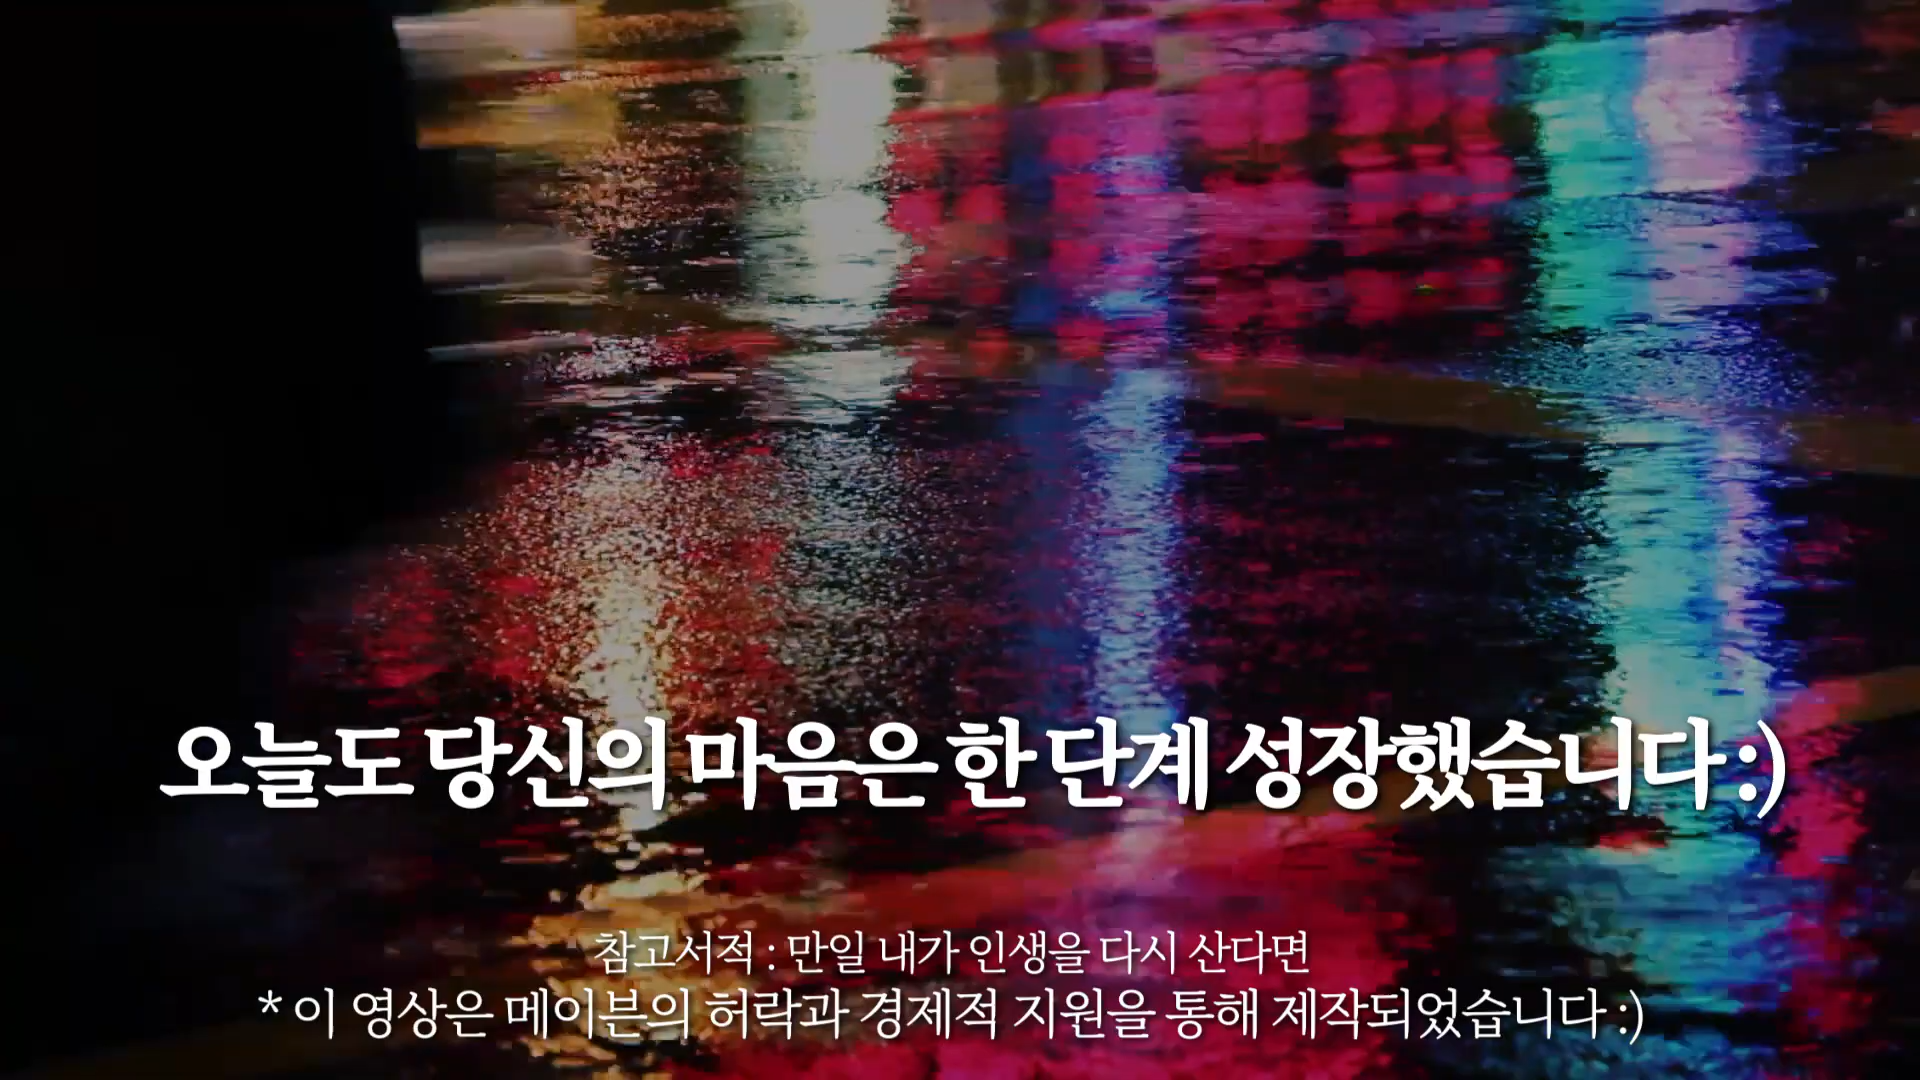 오늘도 당신의 마음은 한 단계 성장했습니다 :)
참고서적 : 만일 내가 인생을 다시 산다면
* 이 영상은 메이븐의 허락과 경제적 지원을 통해 제작되었습니다 :)